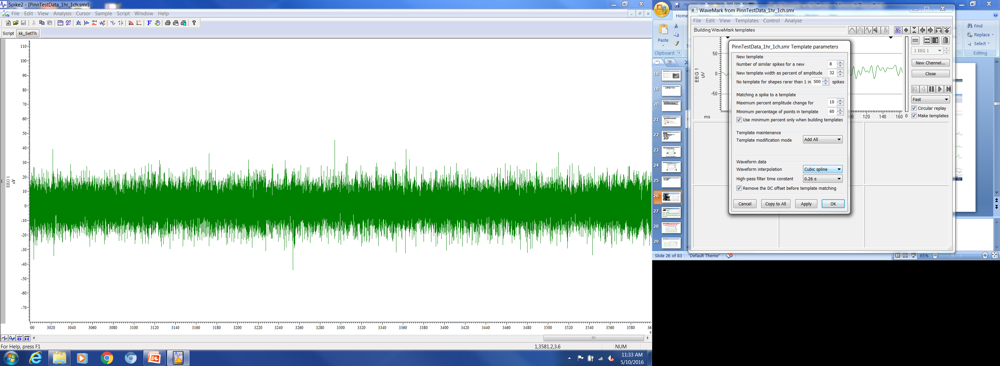 Spike2 - [PinnTestData_1hr_1ch.smr]
File Edit View Analysis Cursor Sample Script Window Help
Script kk_SetTh
110
100
90
80
70
60
50
40
30
20
10
0
-10
-20
-30
-40
-50
-60
-70
1
EEG 1
uV
00 3020 3040 3060 3080 3100 3120 3140 3160 3180 3200 3220 3240 3260 3280 3300 3320 3340 3360 3380 3400 3420 3440 3460 3480 3500 3520 3540 3560 3580 36
s
For Help, press F1
1,3581.2,3.6
NUM
11:33 AM
5/10/2016
Home
Paste
Clipboard
18
19
DETECTION
20
21
22
23
24
25
26
27
28
29
Slide 26 of 83
"Default Theme"
65%
Find
Replace
Select
Editing
WaveMark from PinnTestData_1hr_1ch.smr
File Edit View Templates Control Analyse
Building WaveMark templates
EEG 1
uV
50
0
-50
ms
00 120 140 160
0
1 EEG 1
New Channel...
Close
Fast
Circular replay
Make templates
PinnTestData_1hr_1ch.smr Template parameters
New template
Number of similar spikes for a new 8
New template width as percent of amplitude 32
No template for shapes rarer than 1 in 500 spikes
Matching a spike to a template
Maximum percent amplitude change for 10
Minimum percentage of points in template 60
Use minimum percent only when building templates
Template maintenance
Template modification mode Add All
Waveform data
Waveform interpolation Cubic spline
High-pass filter time constant 0.26 s
Remove the DC offset before template matching
Cancel Copy to All Apply OK